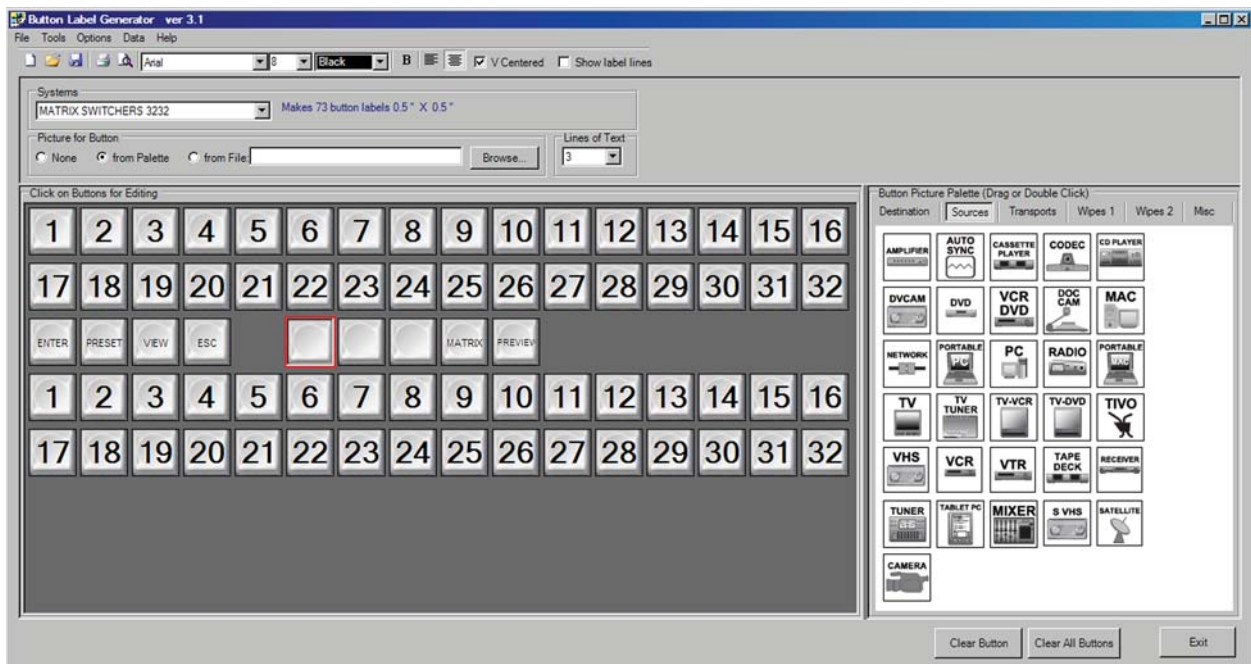 Button Label Generator ver 3.1
File Tools Options Data Help
Arial 8 Black B V Centered Show label lines
Systems
MATRIX SWITCHERS 3232 Makes 73 button labels 0.5 " X 0.5 "
Picture for Button Lines of Text
None from Palette from File: Browse... 3
Click on Buttons for Editing
1 2 3 4 5 6 7 8 9 10 11 12 13 14 15 16
17 18 19 20 21 22 23 24 25 26 27 28 29 30 31 32
ENTER PRESET VIEW ESC MATRIX PREVIEW
1 2 3 4 5 6 7 8 9 10 11 12 13 14 15 16
17 18 19 20 21 22 23 24 25 26 27 28 29 30 31 32
Button Picture Palette (Drag or Double Click)
Destination Sources Transports Wipes 1 Wipes 2 Misc
AMPLIFIER AUTO SYNC CASSETTE PLAYER CODEC CD PLAYER
DVCAM DVD VCR DVD DOC CAM MAC
NETWORK PORTABLE PC PC RADIO PORTABLE MAC
TV TV TUNER TV-VCR TV-DVD TIVO
VHS VCR VTR TAPE DECK RECEIVER
TUNER TABLET PC MIXER S VHS SATELLITE
CAMERA
Clear Button Clear All Buttons Exit